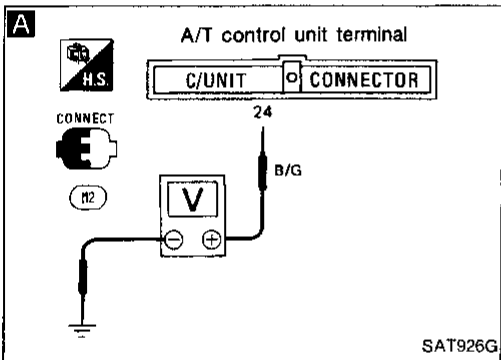 A
A/T control unit terminal
H.S.
C/UNIT CONNECTOR
CONNECT
24
B/G
M2
V
SAT926G